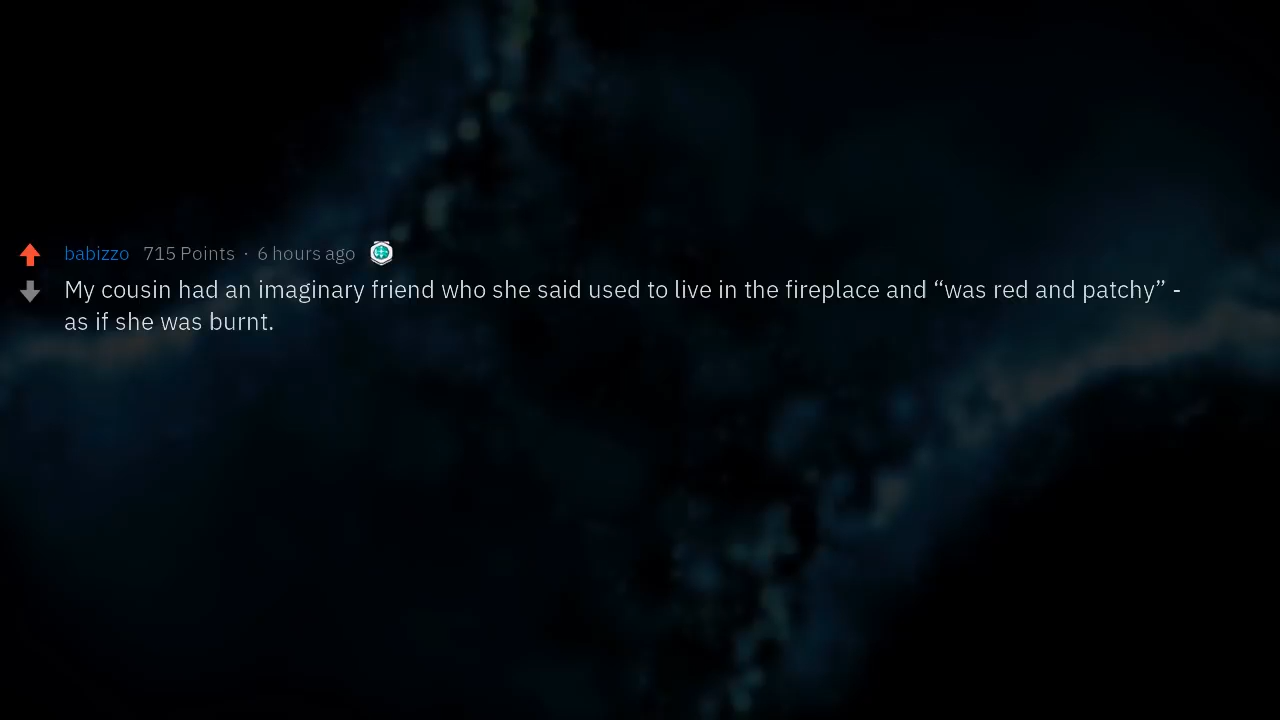 babizzo 715 Points · 6 hours ago
My cousin had an imaginary friend who she said used to live in the fireplace and “was red and patchy” -
as if she was burnt.